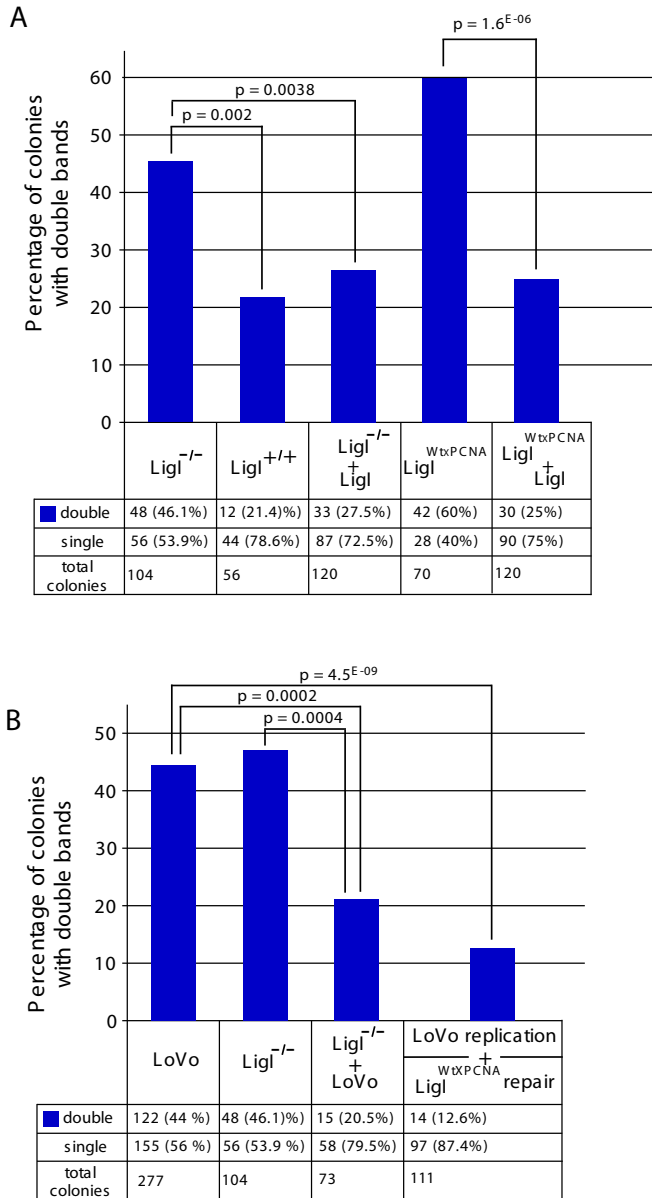 A
p = 1.6E-06
p = 0.0038
p = 0.002
Percentage of colonies
with double bands
60
50
40
30
20
10
0
LigI−/− LigI+/+ LigI−/− + LigI LigIWtxPCNA LigIWtxPCNA + LigI
double 48 (46.1%) 12 (21.4)% 33 (27.5%) 42 (60%) 30 (25%)
single 56 (53.9%) 44 (78.6%) 87 (72.5%) 28 (40%) 90 (75%)
total colonies 104 56 120 70 120
B
p = 4.5E-09
p = 0.0002
p = 0.0004
Percentage of colonies
with double bands
50
40
30
20
10
0
LoVo LigI−/− LigI−/− + LoVo LoVo replication + LigIWtXPCNA repair
double 122 (44 %) 48 (46.1)% 15 (20.5%) 14 (12.6%)
single 155 (56 %) 56 (53.9 %) 58 (79.5%) 97 (87.4%)
total colonies 277 104 73 111